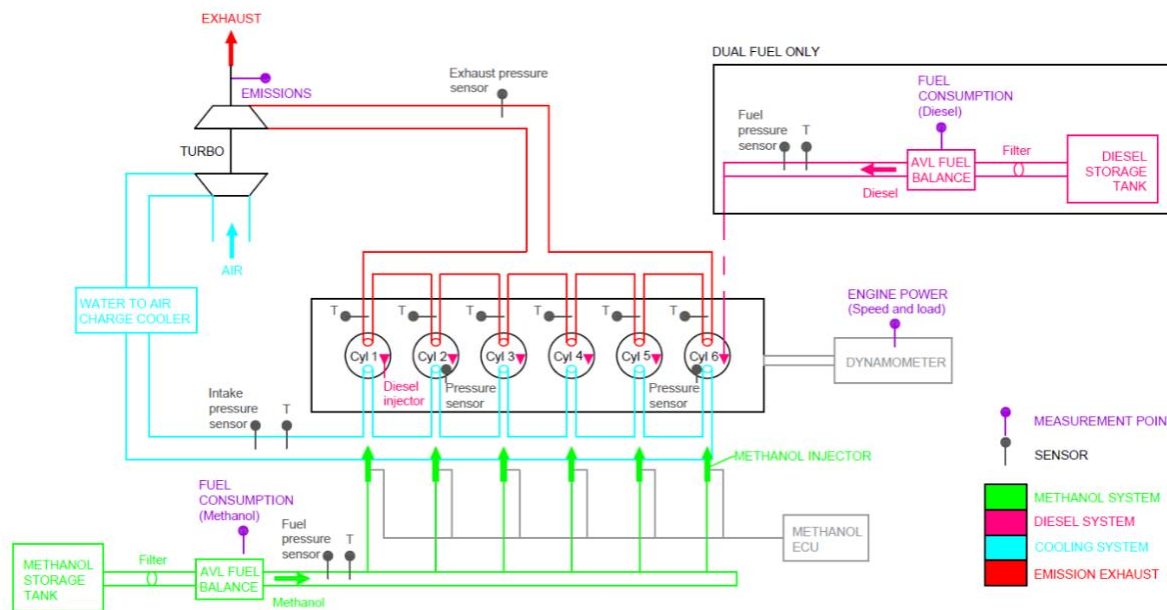 EXHAUST
EMISSIONS
TURBO
AIR
WATER TO AIR
CHARGE COOLER
Exhaust pressure
sensor
DUAL FUEL ONLY
Fuel
pressure
sensor
T
FUEL
CONSUMPTION
(Diesel)
AVL FUEL
BALANCE
Diesel
Filter
DIESEL
STORAGE
TANK
T
T
T
T
T
T
Cyl 1
Cyl 2
Cyl 3
Cyl 4
Cyl 5
Cyl 6
Diesel
injector
Pressure
sensor
Pressure
sensor
ENGINE POWER
(Speed and load)
DYNAMOMETER
Intake
pressure
sensor
T
METHANOL INJECTOR
METHANOL
ECU
FUEL
CONSUMPTION
(Methanol)
Fuel
pressure
sensor
T
METHANOL
STORAGE
TANK
Filter
AVL FUEL
BALANCE
Methanol
MEASUREMENT POINT
SENSOR
METHANOL SYSTEM
DIESEL SYSTEM
COOLING SYSTEM
EMISSION EXHAUST